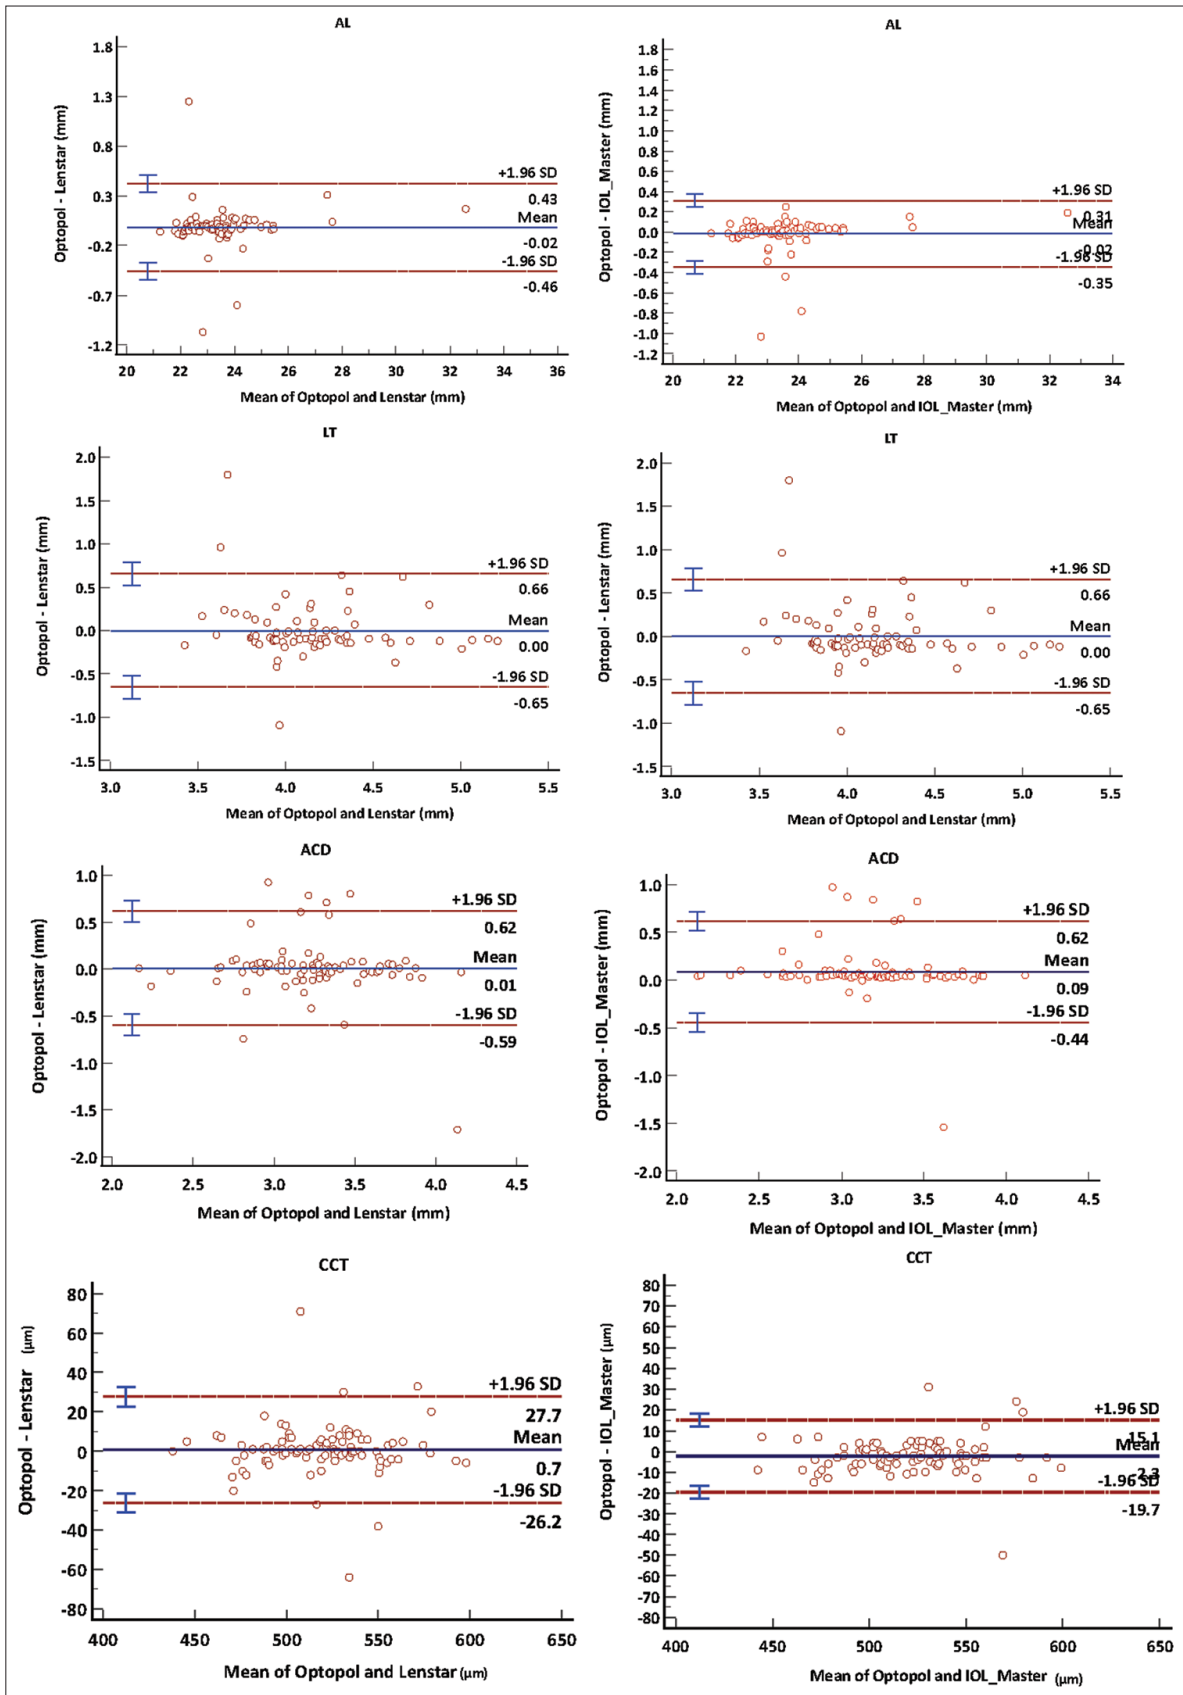 AL
Optopol - Lenstar (mm)
1.8
1.3
0.8
0.3
-0.2
-0.7
-1.2
+1.96 SD
0.43
Mean
-0.02
-1.96 SD
-0.46
20 22 24 26 28 30 32 34 36
Mean of Optopol and Lenstar (mm)
AL
Optopol - IOL_Master (mm)
1.8
1.6
1.4
1.2
1.0
0.8
0.6
0.4
0.2
0.0
-0.2
-0.4
-0.6
-0.8
-1.0
-1.2
+1.96 SD
0.31
Mean
-0.02
-1.96 SD
-0.35
20 22 24 26 28 30 32 34
Mean of Optopol and IOL_Master (mm)
LT
Optopol - Lenstar (mm)
2.0
1.5
1.0
0.5
0.0
-0.5
-1.0
-1.5
+1.96 SD
0.66
Mean
0.00
-1.96 SD
-0.65
3.0 3.5 4.0 4.5 5.0 5.5
Mean of Optopol and Lenstar (mm)
LT
Optopol - Lenstar (mm)
2.0
1.5
1.0
0.5
0.0
-0.5
-1.0
-1.5
+1.96 SD
0.66
Mean
0.00
-1.96 SD
-0.65
3.0 3.5 4.0 4.5 5.0 5.5
Mean of Optopol and Lenstar (mm)
ACD
Optopol - Lenstar (mm)
1.0
0.5
0.0
-0.5
-1.0
-1.5
-2.0
+1.96 SD
0.62
Mean
0.01
-1.96 SD
-0.59
2.0 2.5 3.0 3.5 4.0 4.5
Mean of Optopol and Lenstar (mm)
ACD
Optopol - IOL_Master (mm)
1.0
0.5
0.0
-0.5
-1.0
-1.5
-2.0
+1.96 SD
0.62
Mean
0.09
-1.96 SD
-0.44
2.0 2.5 3.0 3.5 4.0 4.5
Mean of Optopol and IOL_Master (mm)
CCT
Optopol - Lenstar (µm)
80
60
40
20
0
-20
-40
-60
-80
+1.96 SD
27.7
Mean
0.7
-1.96 SD
-26.2
400 450 500 550 600 650
Mean of Optopol and Lenstar (µm)
CCT
Optopol - IOL_Master (µm)
80
70
60
50
40
30
20
10
0
-10
-20
-30
-40
-50
-60
-70
-80
+1.96 SD
15.1
Mean
-2.3
-1.96 SD
-19.7
400 450 500 550 600 650
Mean of Optopol and IOL_Master (µm)